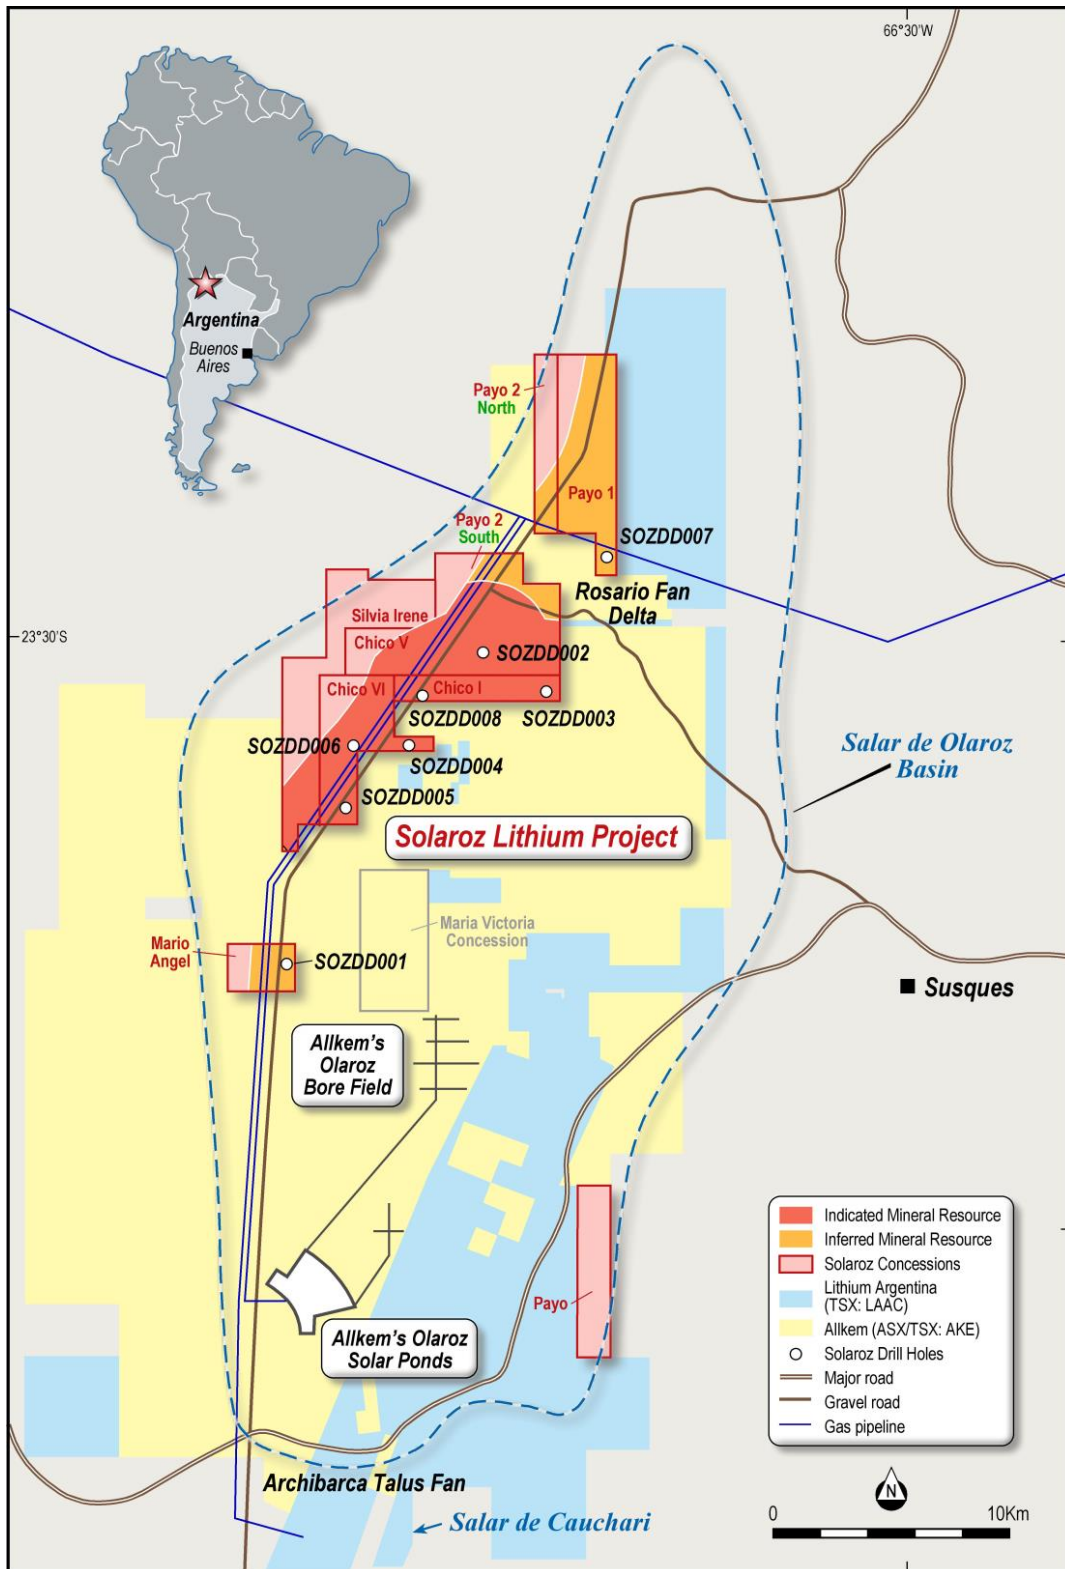 66°30'W
Argentina
Buenos
Aires
Payo 2
North
Payo 1
Payo 2
South
SOZDD007
Rosario Fan
Delta
Silvia Irene
23°30'S
Chico V
SOZDD002
Chico VI
Chico I
SOZDD008
SOZDD003
SOZDD006
SOZDD004
Salar de Olaroz
Basin
SOZDD005
Solaroz Lithium Project
Maria Victoria
Concession
Mario
Angel
SOZDD001
Susques
Allkem's
Olaroz
Bore Field
Indicated Mineral Resource
Inferred Mineral Resource
Solaroz Concessions
Lithium Argentina
(TSX: LAAC)
Allkem (ASX/TSX: AKE)
Solaroz Drill Holes
Major road
Gravel road
Gas pipeline
Payo
Allkem's Olaroz
Solar Ponds
Archibarca Talus Fan
Salar de Cauchari
N
0 10Km